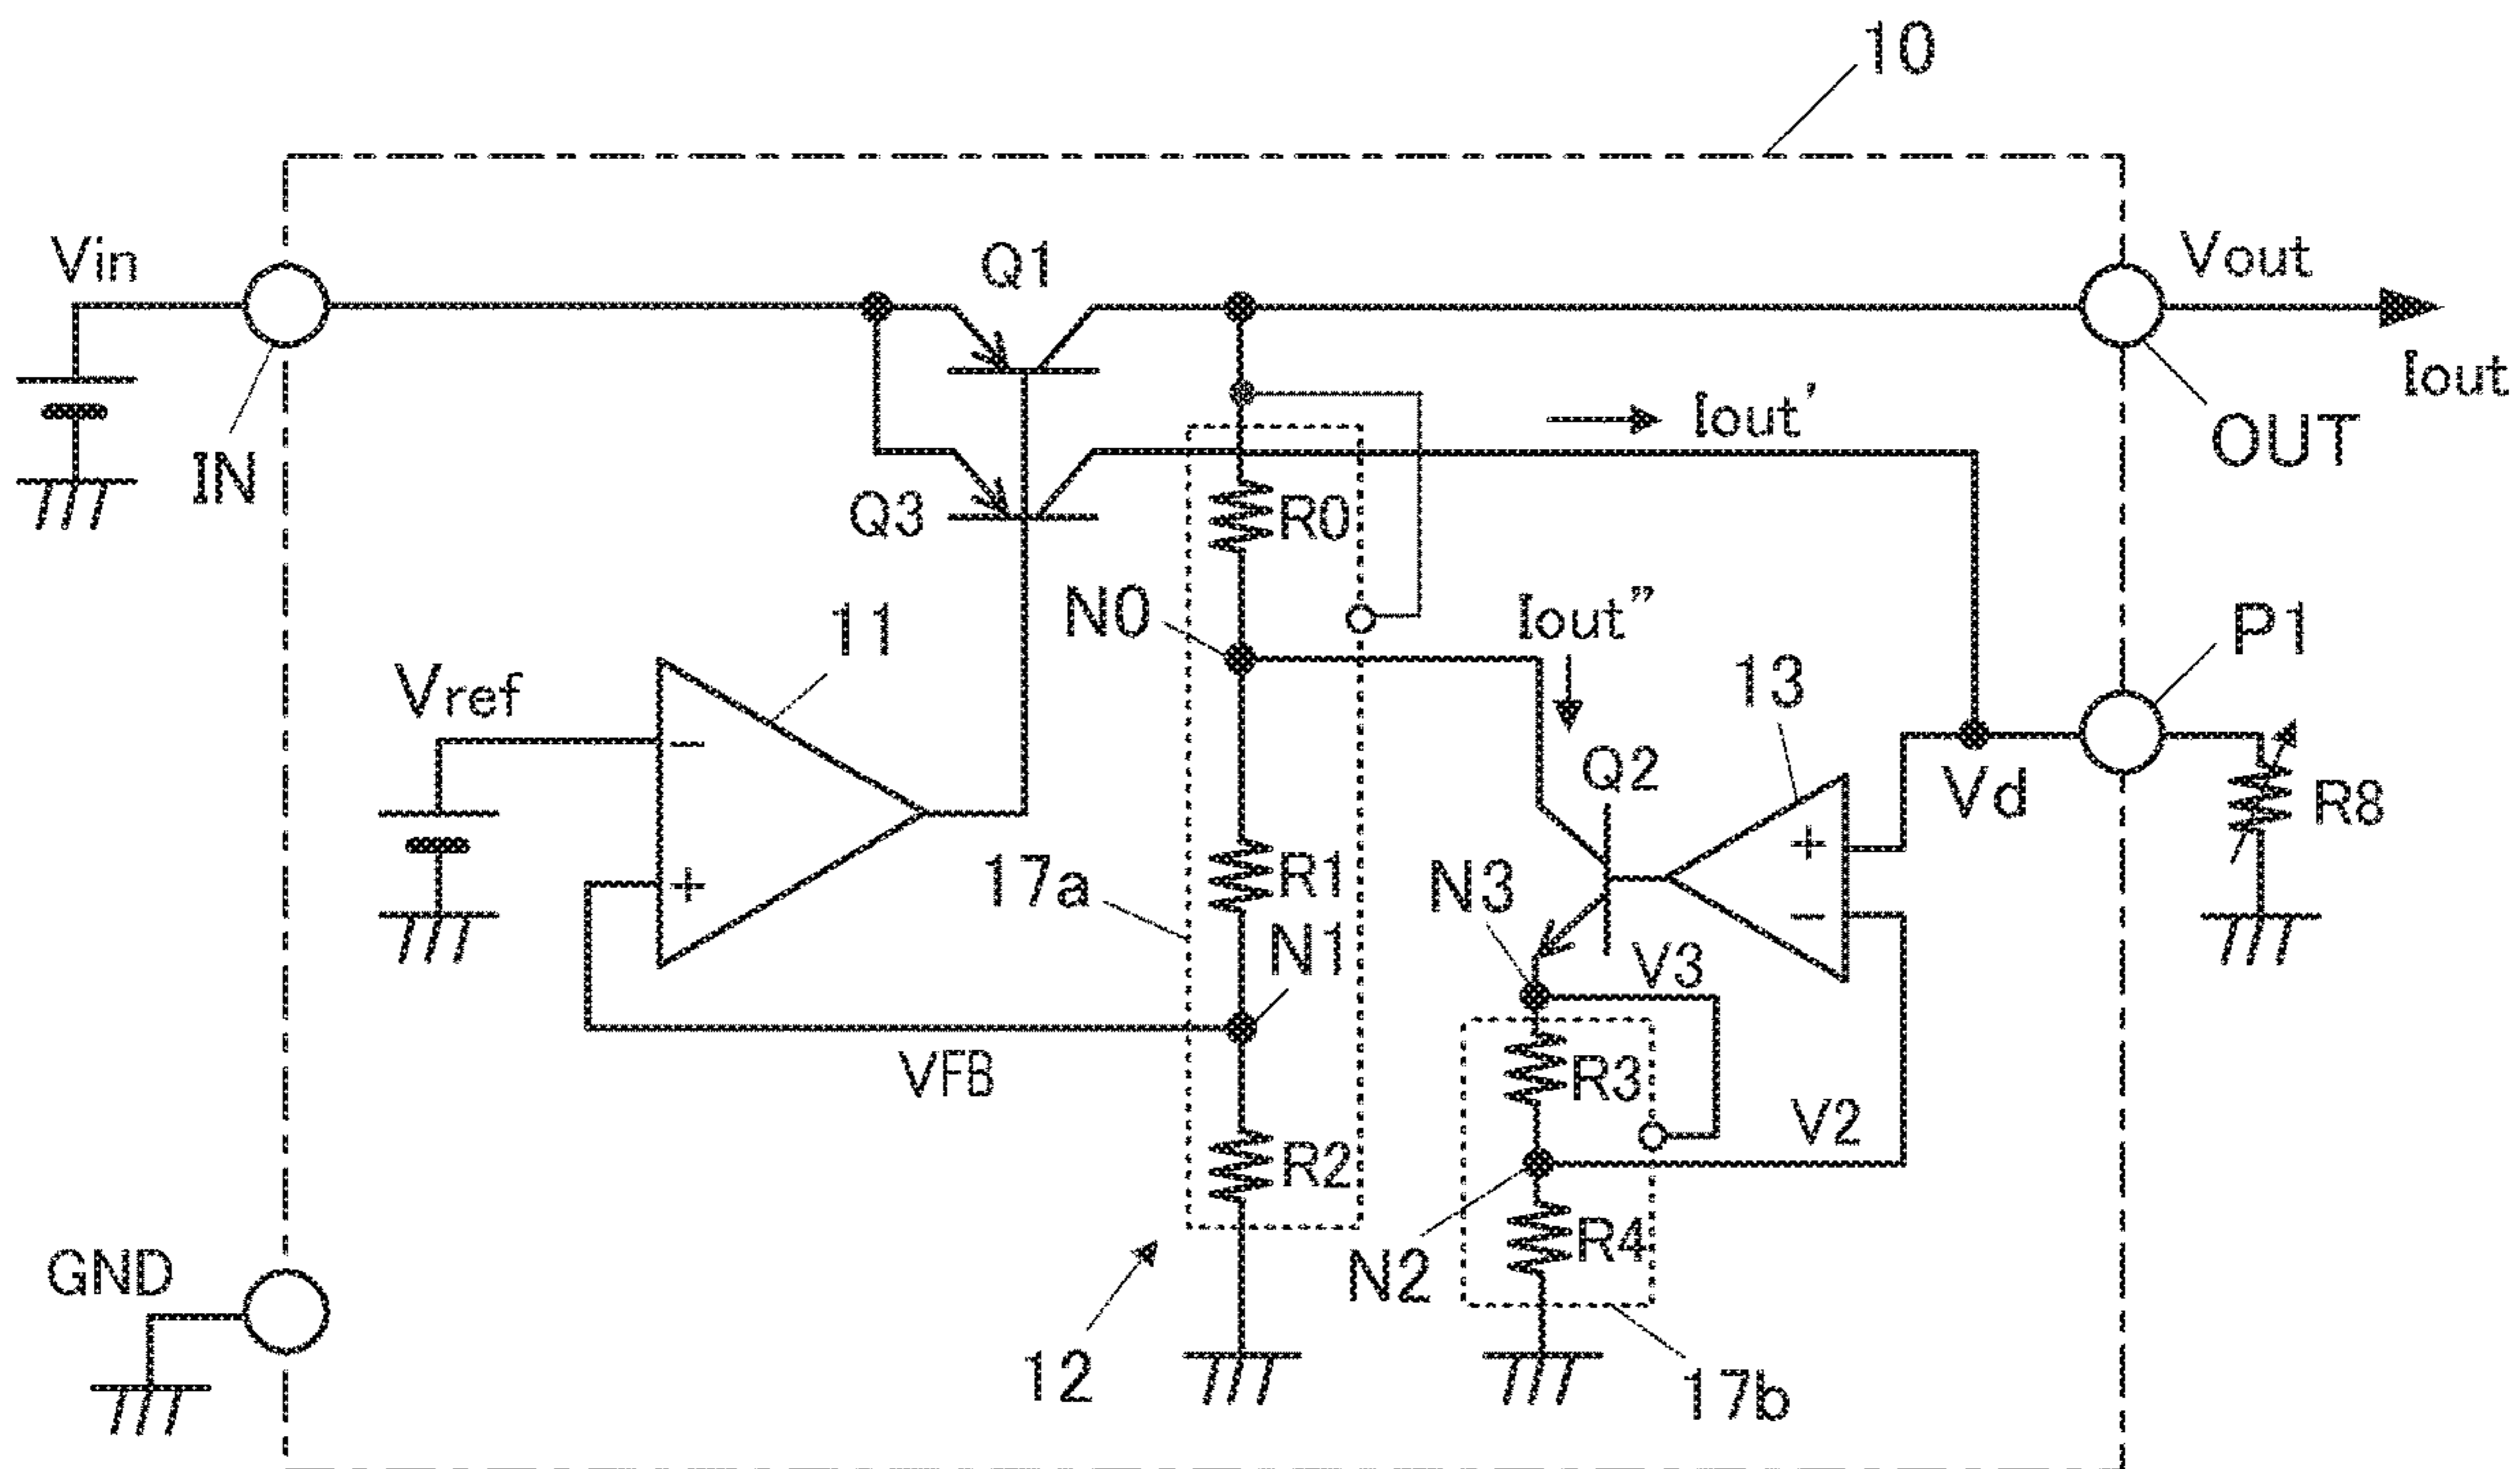 10
Vin
Q1
Vout
Iout
IN
Iout'
OUT
Q3
R0
N0
Iout"
P1
11
Vref
13
Q2
Vd
R8
−
+
17a
R1
N3
+
−
N1
V3
VFB
R3
V2
R2
R4
GND
N2
12
17b